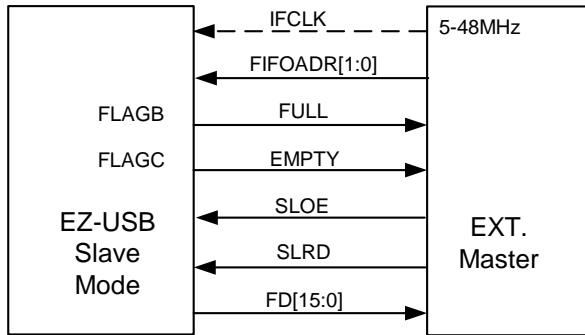 IFCLK
5-48MHz
FIFOADR[1:0]
FLAGB
FULL
FLAGC
EMPTY
SLOE
EZ-USB
Slave
Mode
EXT.
Master
SLRD
FD[15:0]